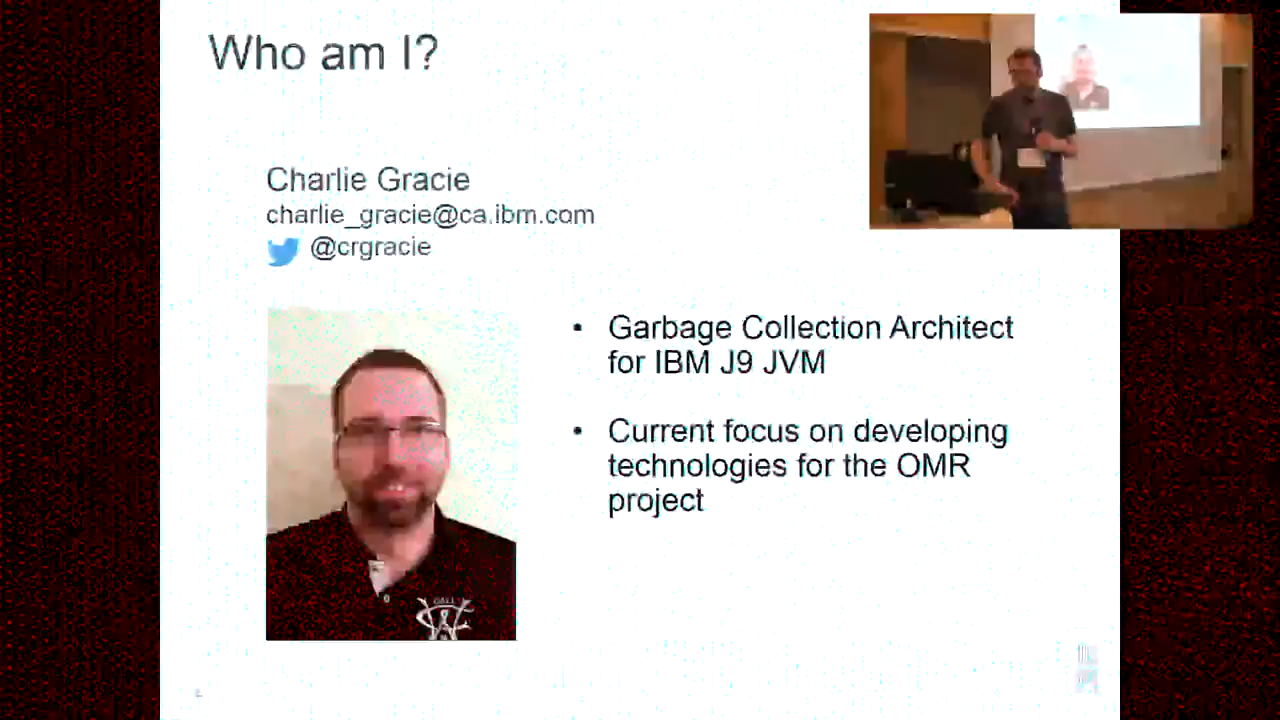 Who am I?
Charlie Gracie
charlie_gracie@ca.ibm.com
@crgracie
• Garbage Collection Architect
for IBM J9 JVM
• Current focus on developing
technologies for the OMR
project